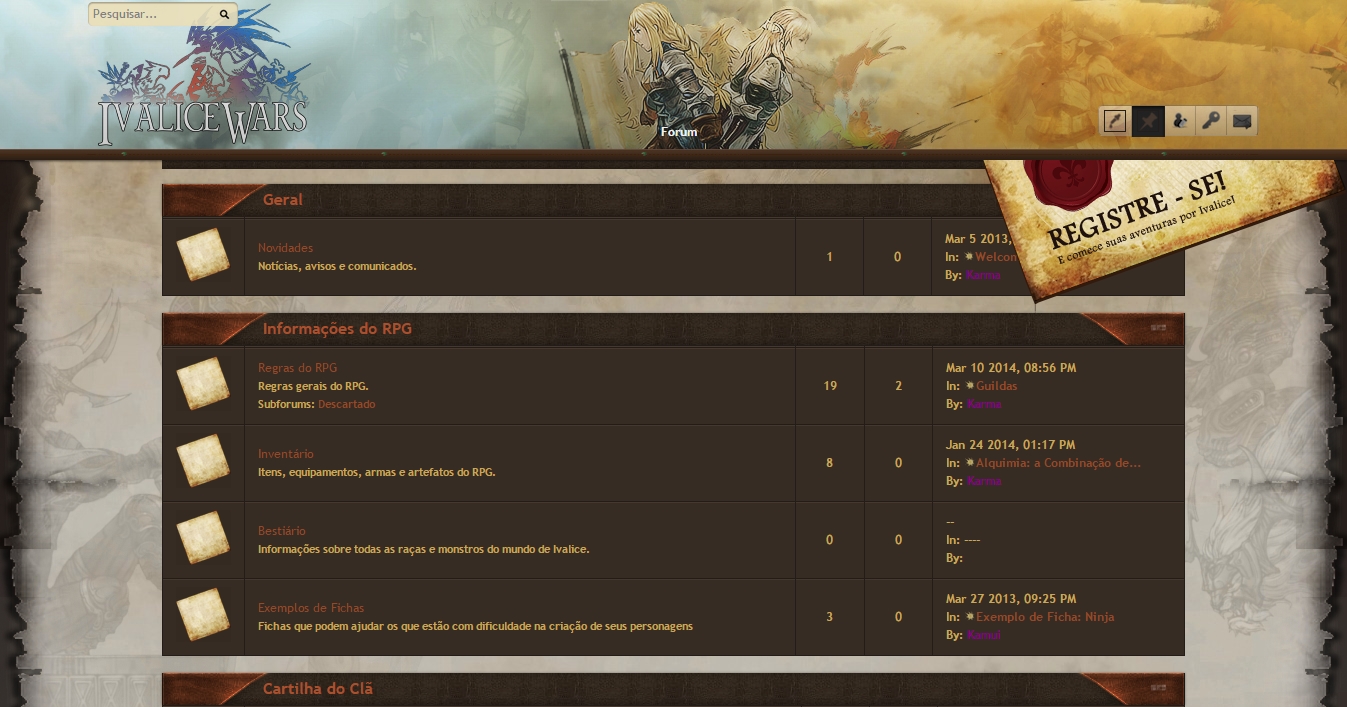 Pesquisar...
IVALICE WARS
Forum
REGISTRE - SE!
E comece suas aventuras por Ivalice!
Geral
Novidades
Notícias, avisos e comunicados.
1
0
Mar 5 2013,
In: Welcom
By: Karma
Informações do RPG
Regras do RPG
Regras gerais do RPG.
Subforums: Descartado
19
2
Mar 10 2014, 08:56 PM
In: Guildas
By: Karma
Inventário
Itens, equipamentos, armas e artefatos do RPG.
8
0
Jan 24 2014, 01:17 PM
In: Alquimia: a Combinação de...
By: Karma
Bestiário
Informações sobre todas as raças e monstros do mundo de Ivalice.
0
0
--
In: ----
By:
Exemplos de Fichas
Fichas que podem ajudar os que estão com dificuldade na criação de seus personagens
3
0
Mar 27 2013, 09:25 PM
In: Exemplo de Ficha: Ninja
By: Kamui
Cartilha do Clã